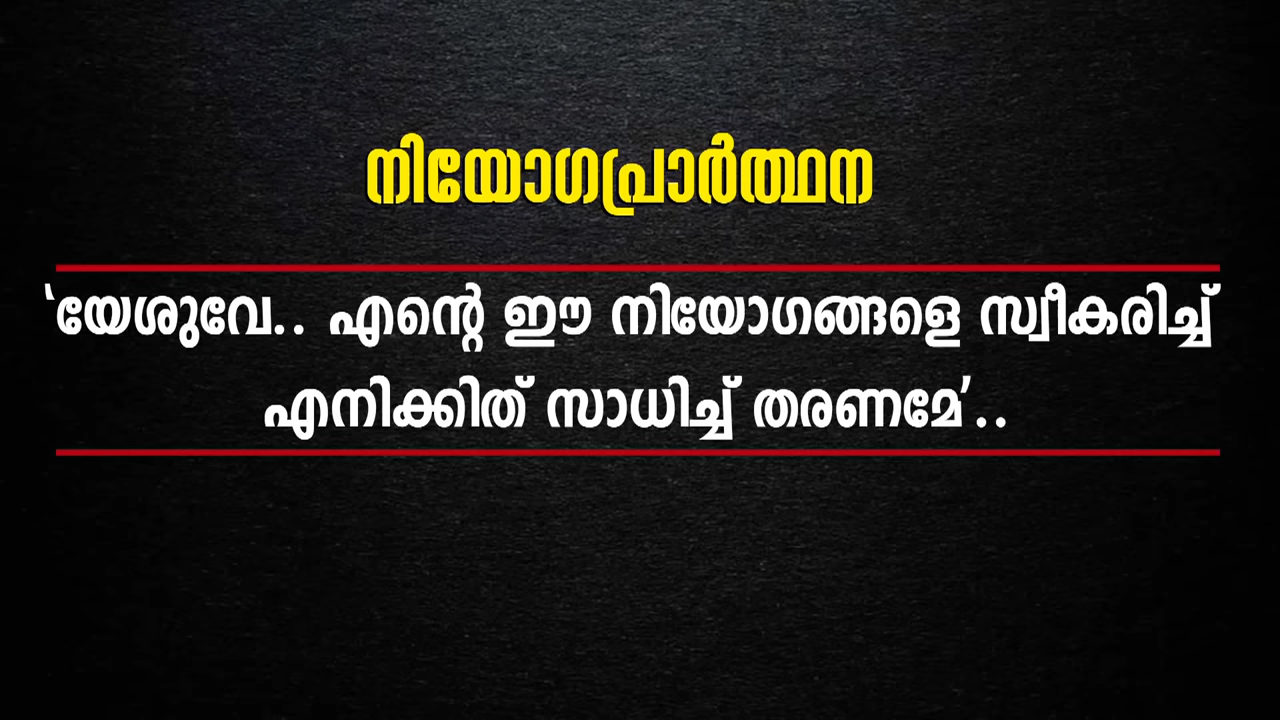 നിയോഗപ്രാർത്ഥന
‘യേശുവേ.. എന്റെ ഈ നിയോഗങ്ങളെ സ്വീകരിച്ച്
എനിക്കിത് സാധിച്ച് തരണമേ’..